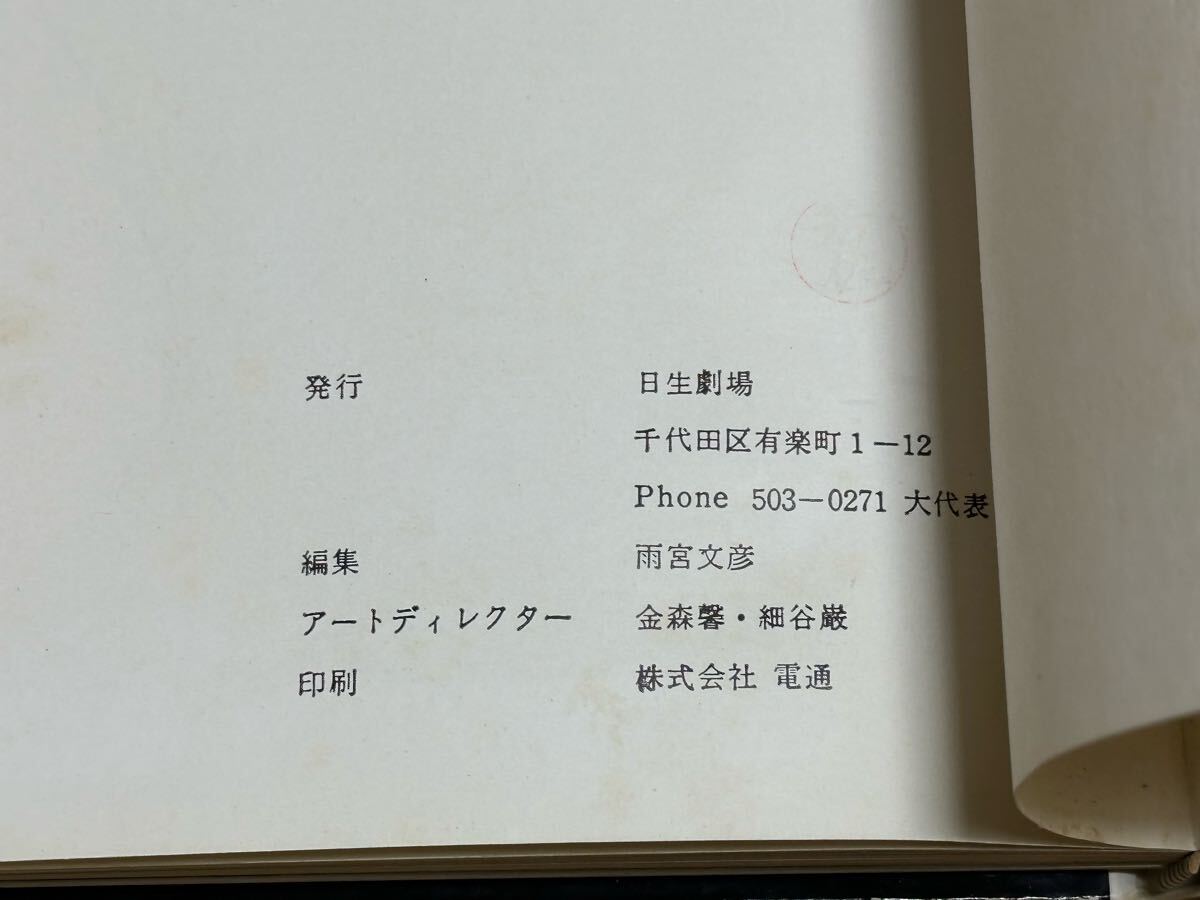 発行 日生劇場
千代田区有楽町1―12
Phone 503―0271 大代表
編集 雨宮文彦
アートディレクター 金森馨・細谷巌
印刷 株式会社 電通